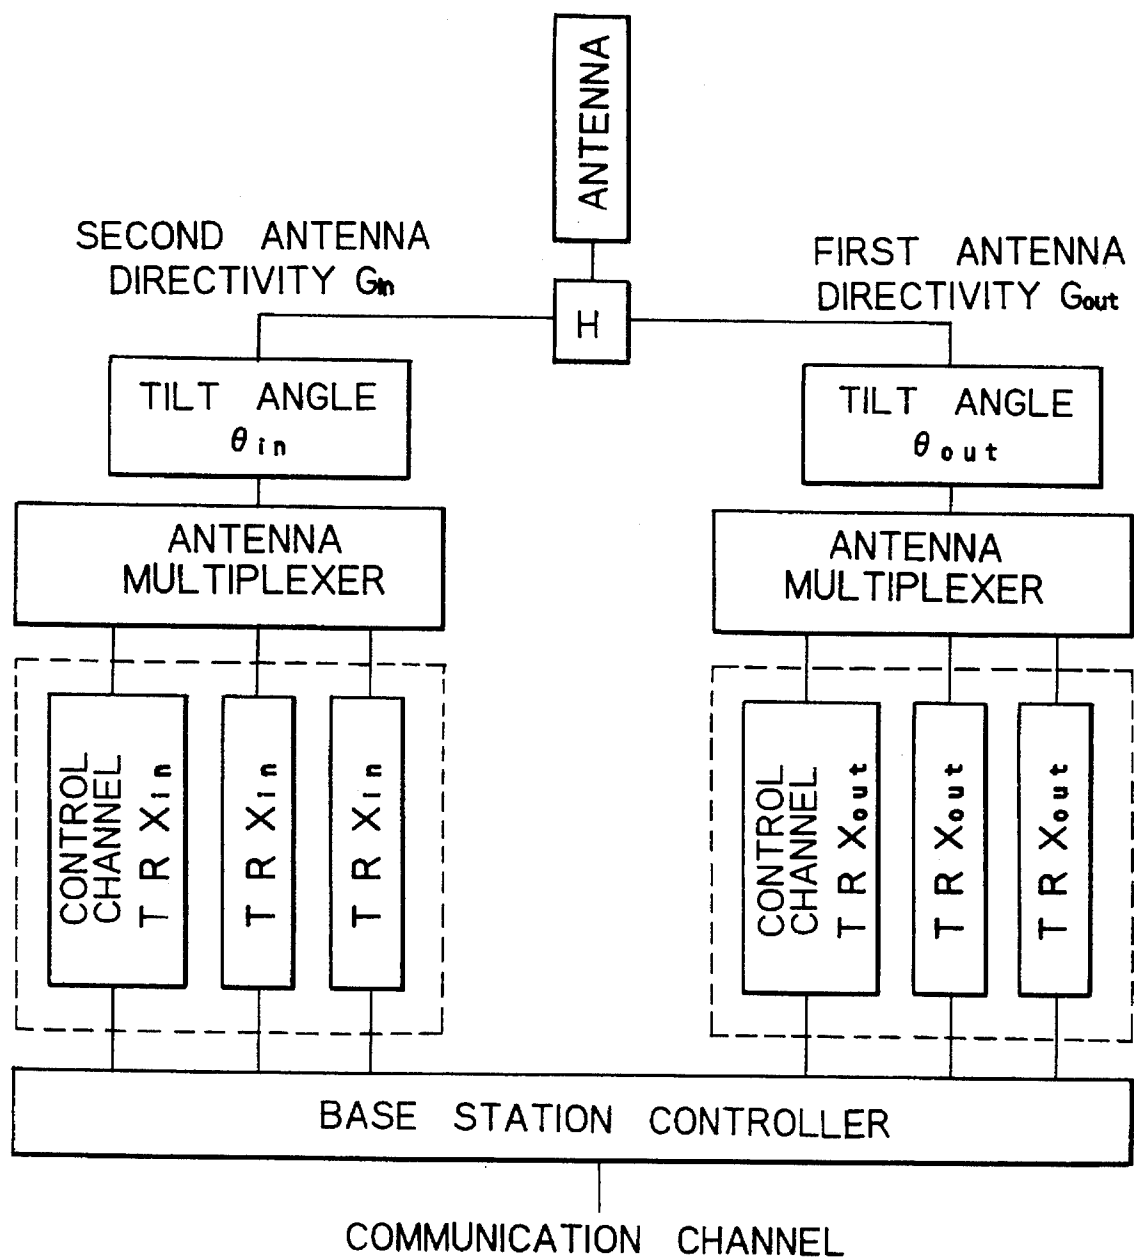 ANTENNA
SECOND ANTENNA
DIRECTIVITY Gin
FIRST ANTENNA
DIRECTIVITY Gout
H
TILT ANGLE
θin
TILT ANGLE
θout
ANTENNA
MULTIPLEXER
ANTENNA
MULTIPLEXER
CONTROL
CHANNEL
TRXin
TRXin
TRXin
CONTROL
CHANNEL
TRXout
TRXout
TRXout
BASE STATION CONTROLLER
COMMUNICATION CHANNEL